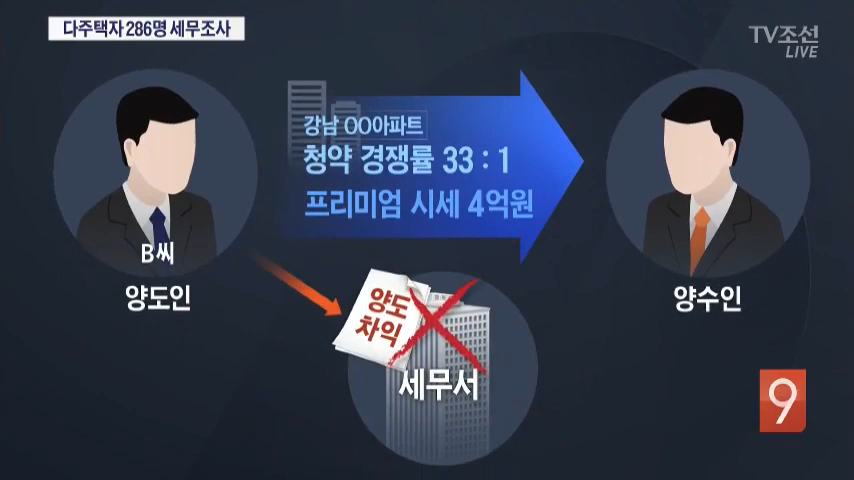 다주택자 286명 세무조사
TV조선
LIVE
강남 OO아파트
청약 경쟁률 33 : 1
프리미엄 시세 4억원
B씨
양도인
양수인
양도
차익
세무서
9